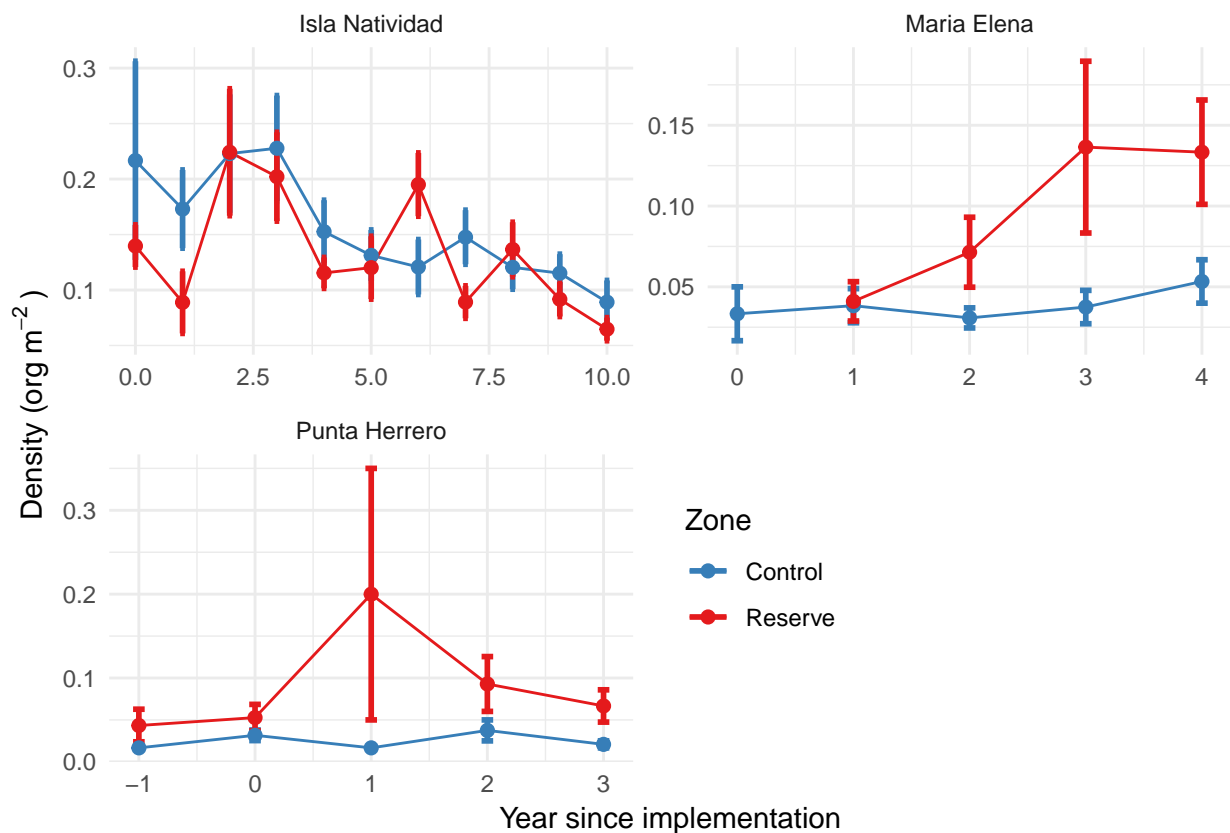 Isla Natividad
Maria Elena
0.3
0.2
0.1
0.0 2.5 5.0 7.5 10.0
0.15
0.10
0.05
0 1 2 3 4
Density (org m⁻²)
Punta Herrero
0.3
0.2
0.1
0.0
−1 0 1 2 3
Zone
Control
Reserve
Year since implementation